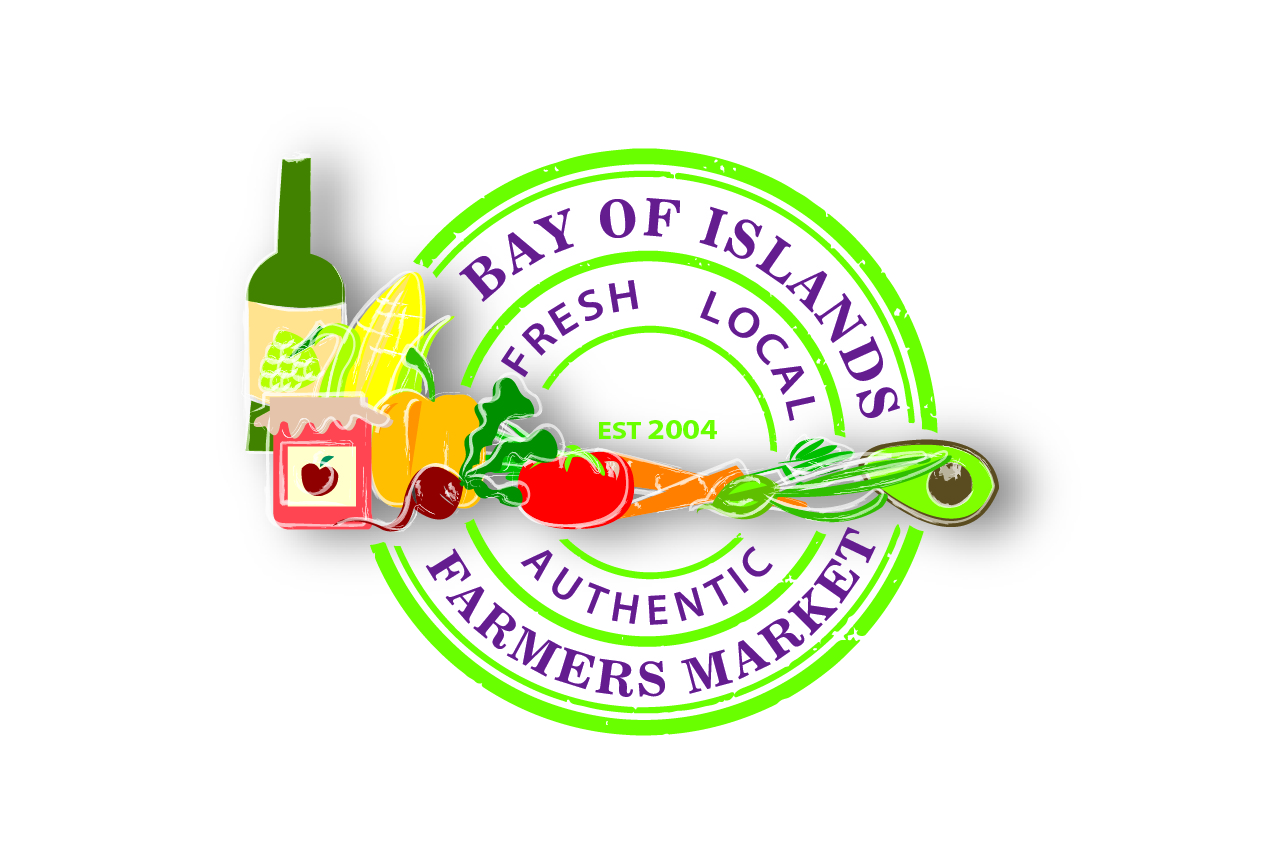 BAY OF ISLANDS
FRESH LOCAL
EST 2004
AUTHENTIC
FARMERS MARKET